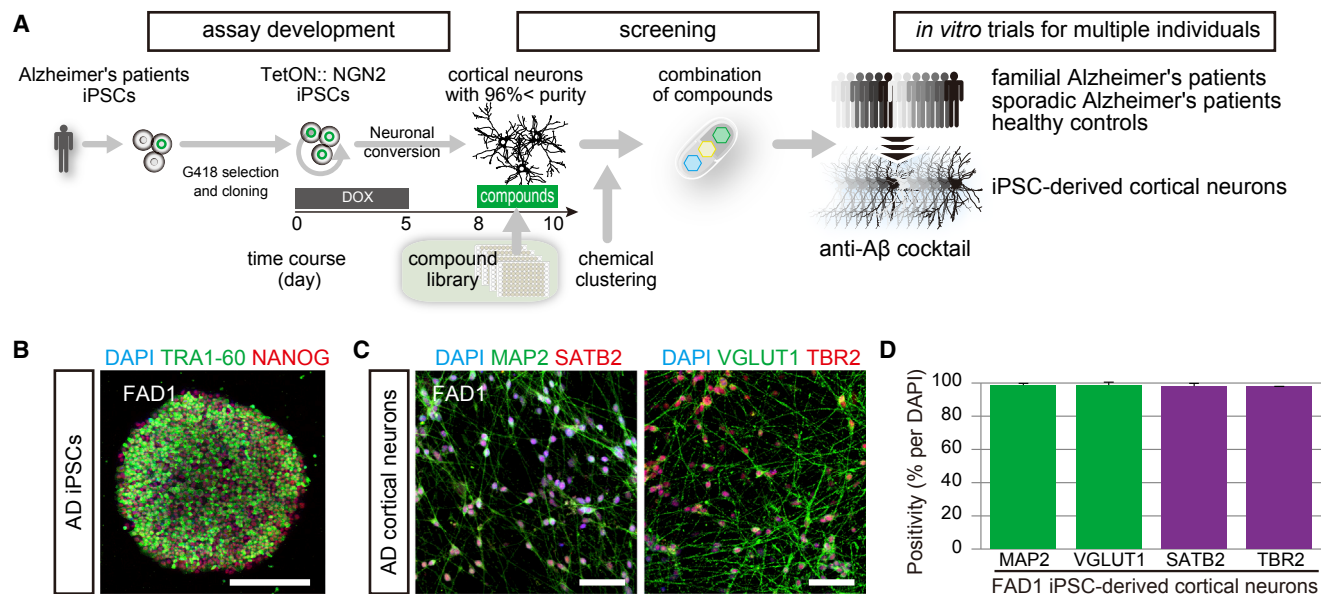 A
assay development
screening
in vitro trials for multiple individuals
Alzheimer's patients
iPSCs
TetON:: NGN2
iPSCs
cortical neurons
with 96%< purity
combination
of compounds
familial Alzheimer's patients
sporadic Alzheimer's patients
healthy controls
G418 selection
and cloning
Neuronal
conversion
iPSC-derived cortical neurons
DOX
compounds
0
5
8
10
time course
(day)
compound
library
chemical
clustering
anti-Aβ cocktail
B
DAPI TRA1-60 NANOG
AD iPSCs
FAD1
C
DAPI MAP2 SATB2
DAPI VGLUT1 TBR2
AD cortical neurons
FAD1
D
Positivity (% per DAPI)
100
80
60
40
20
0
MAP2
VGLUT1
SATB2
TBR2
FAD1 iPSC-derived cortical neurons